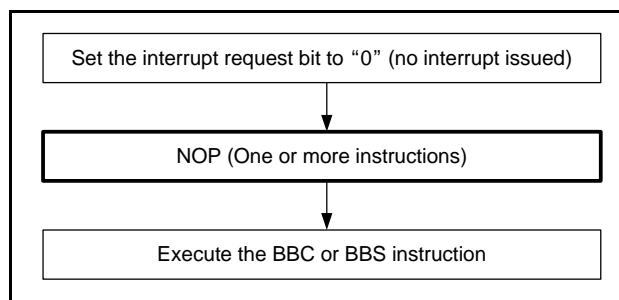 Set the interrupt request bit to “0” (no interrupt issued)
NOP (One or more instructions)
Execute the BBC or BBS instruction